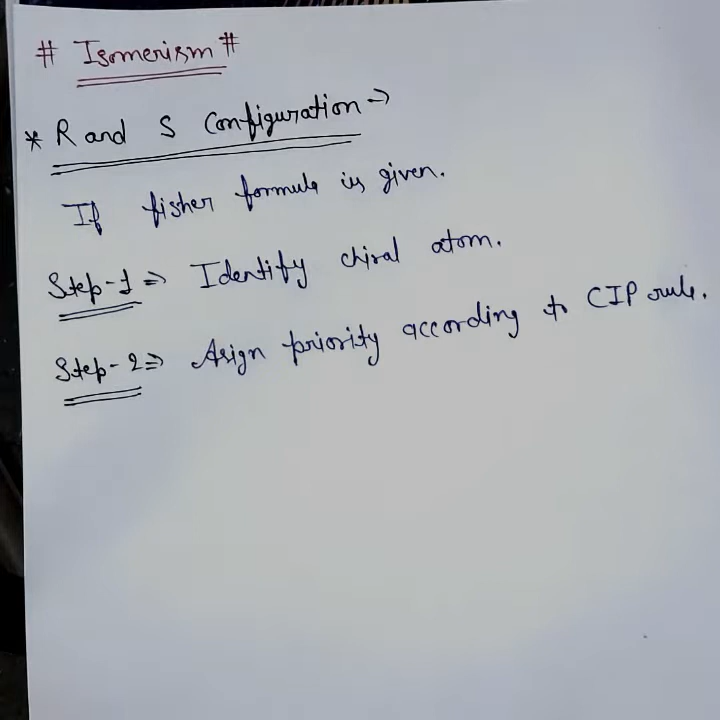 # Isomerism #
* R and S Configuration →
If fisher formula is given.
Step-1 ⇒ Identify chiral atom.
Step-2 ⇒ Asign priority according to CIP rule.